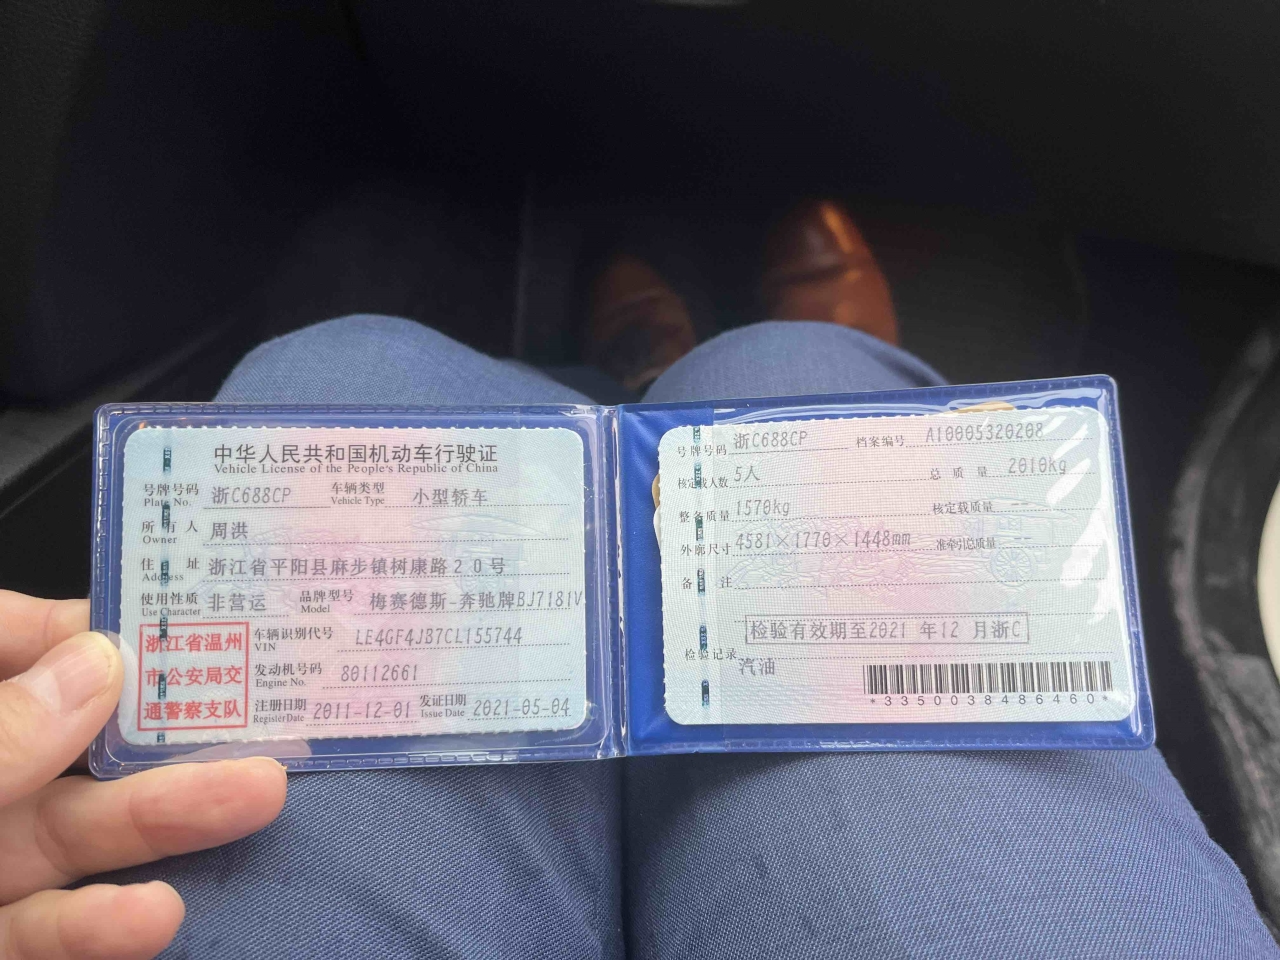 中华人民共和国机动车行驶证
Vehicle License of the People's Republic of China
号牌号码 浙C688CP 车辆类型 小型轿车
Plate No. Vehicle Type
所有人 周洪
Owner
住址 浙江省平阳县麻步镇树康路20号
Address
使用性质 非营运 品牌型号 梅赛德斯-奔驰牌BJ7181V
Use Character Model
浙江省温州
市公安局交
通警察支队
车辆识别代号 LE4GF4JB7CL155744
VIN
发动机号码 80112661
Engine No.
注册日期 2011-12-01 发证日期 2021-05-04
Register Date Issue Date
号牌号码 浙C688CP 档案编号 A10005320208
核定载人数 5人 总质量 2010kg
整备质量 1570kg 核定载质量 --
外廓尺寸 4581×1770×1448mm 准牵引总质量 --
备注
检验有效期至2021 年12 月浙C
检验记录
汽油
*3350038486460*